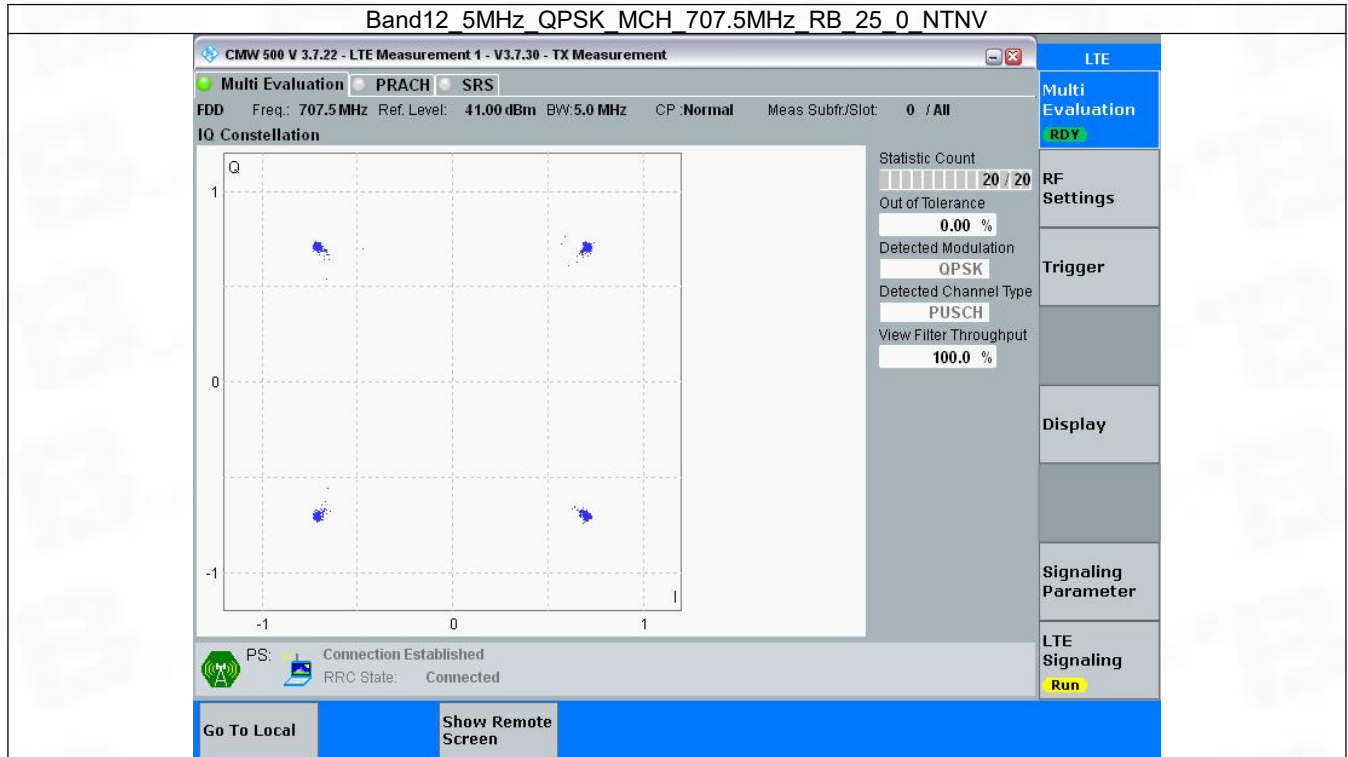 Band12_5MHz_QPSK_MCH_707.5MHz_RB_25_0_NTNV
CMW 500 V 3.7.22 - LTE Measurement 1 - V3.7.30 - TX Measurement
LTE
Multi Evaluation PRACH SRS
Multi
Evaluation
RDY
FDD Freq.: 707.5 MHz Ref. Level: 41.00 dBm BW: 5.0 MHz CP :Normal Meas Subfr./Slot: 0 / All
IQ Constellation
Q
1
0
-1
I
-1 0 1
Statistic Count
20 / 20
Out of Tolerance
0.00 %
Detected Modulation
QPSK
Detected Channel Type
PUSCH
View Filter Throughput
100.0 %
RF
Settings
Trigger
Display
Signaling
Parameter
LTE
Signaling
Run
PS: Connection Established
RRC State: Connected
Go To Local
Show Remote
Screen